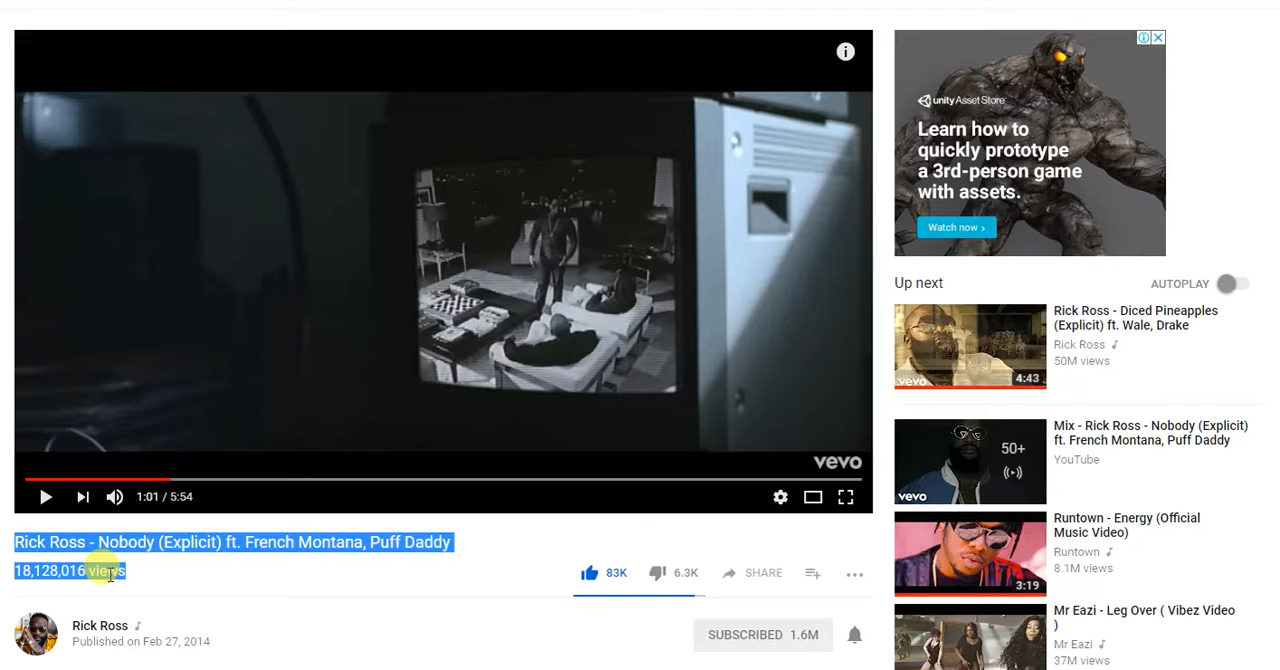 unity Asset Store
Learn how to
quickly prototype
a 3rd-person game
with assets.
Watch now >
vevo
1:01 / 5:54
Rick Ross - Nobody (Explicit) ft. French Montana, Puff Daddy
18,128,016 views
83K
6.3K
SHARE
Rick Ross
Published on Feb 27, 2014
SUBSCRIBED 1.6M
Up next
AUTOPLAY
vevo
4:43
Rick Ross - Diced Pineapples
(Explicit) ft. Wale, Drake
Rick Ross
50M views
50+
vevo
Mix - Rick Ross - Nobody (Explicit)
ft. French Montana, Puff Daddy
YouTube
3:19
Runtown - Energy (Official
Music Video)
Runtown
8.1M views
Mr Eazi - Leg Over ( Vibez Video
)
Mr Eazi
37M views